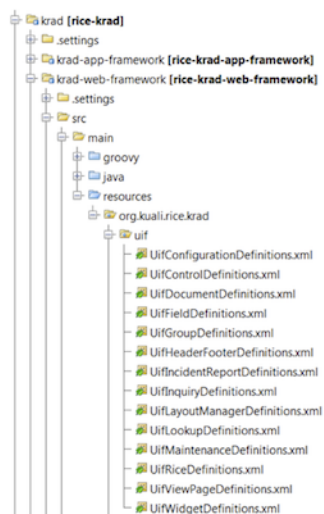 krad [rice-krad]
.settings
krad-app-framework [rice-krad-app-framework]
krad-web-framework [rice-krad-web-framework]
.settings
src
main
groovy
java
resources
org.kuali.rice.krad
uif
UifConfigurationDefinitions.xml
UifControlDefinitions.xml
UifDocumentDefinitions.xml
UifFieldDefinitions.xml
UifGroupDefinitions.xml
UifHeaderFooterDefinitions.xml
UifIncidentReportDefinitions.xml
UifInquiryDefinitions.xml
UifLayoutManagerDefinitions.xml
UifLookupDefinitions.xml
UifMaintenanceDefinitions.xml
UifRiceDefinitions.xml
UifViewPageDefinitions.xml
UifWidgetDefinitions.xml